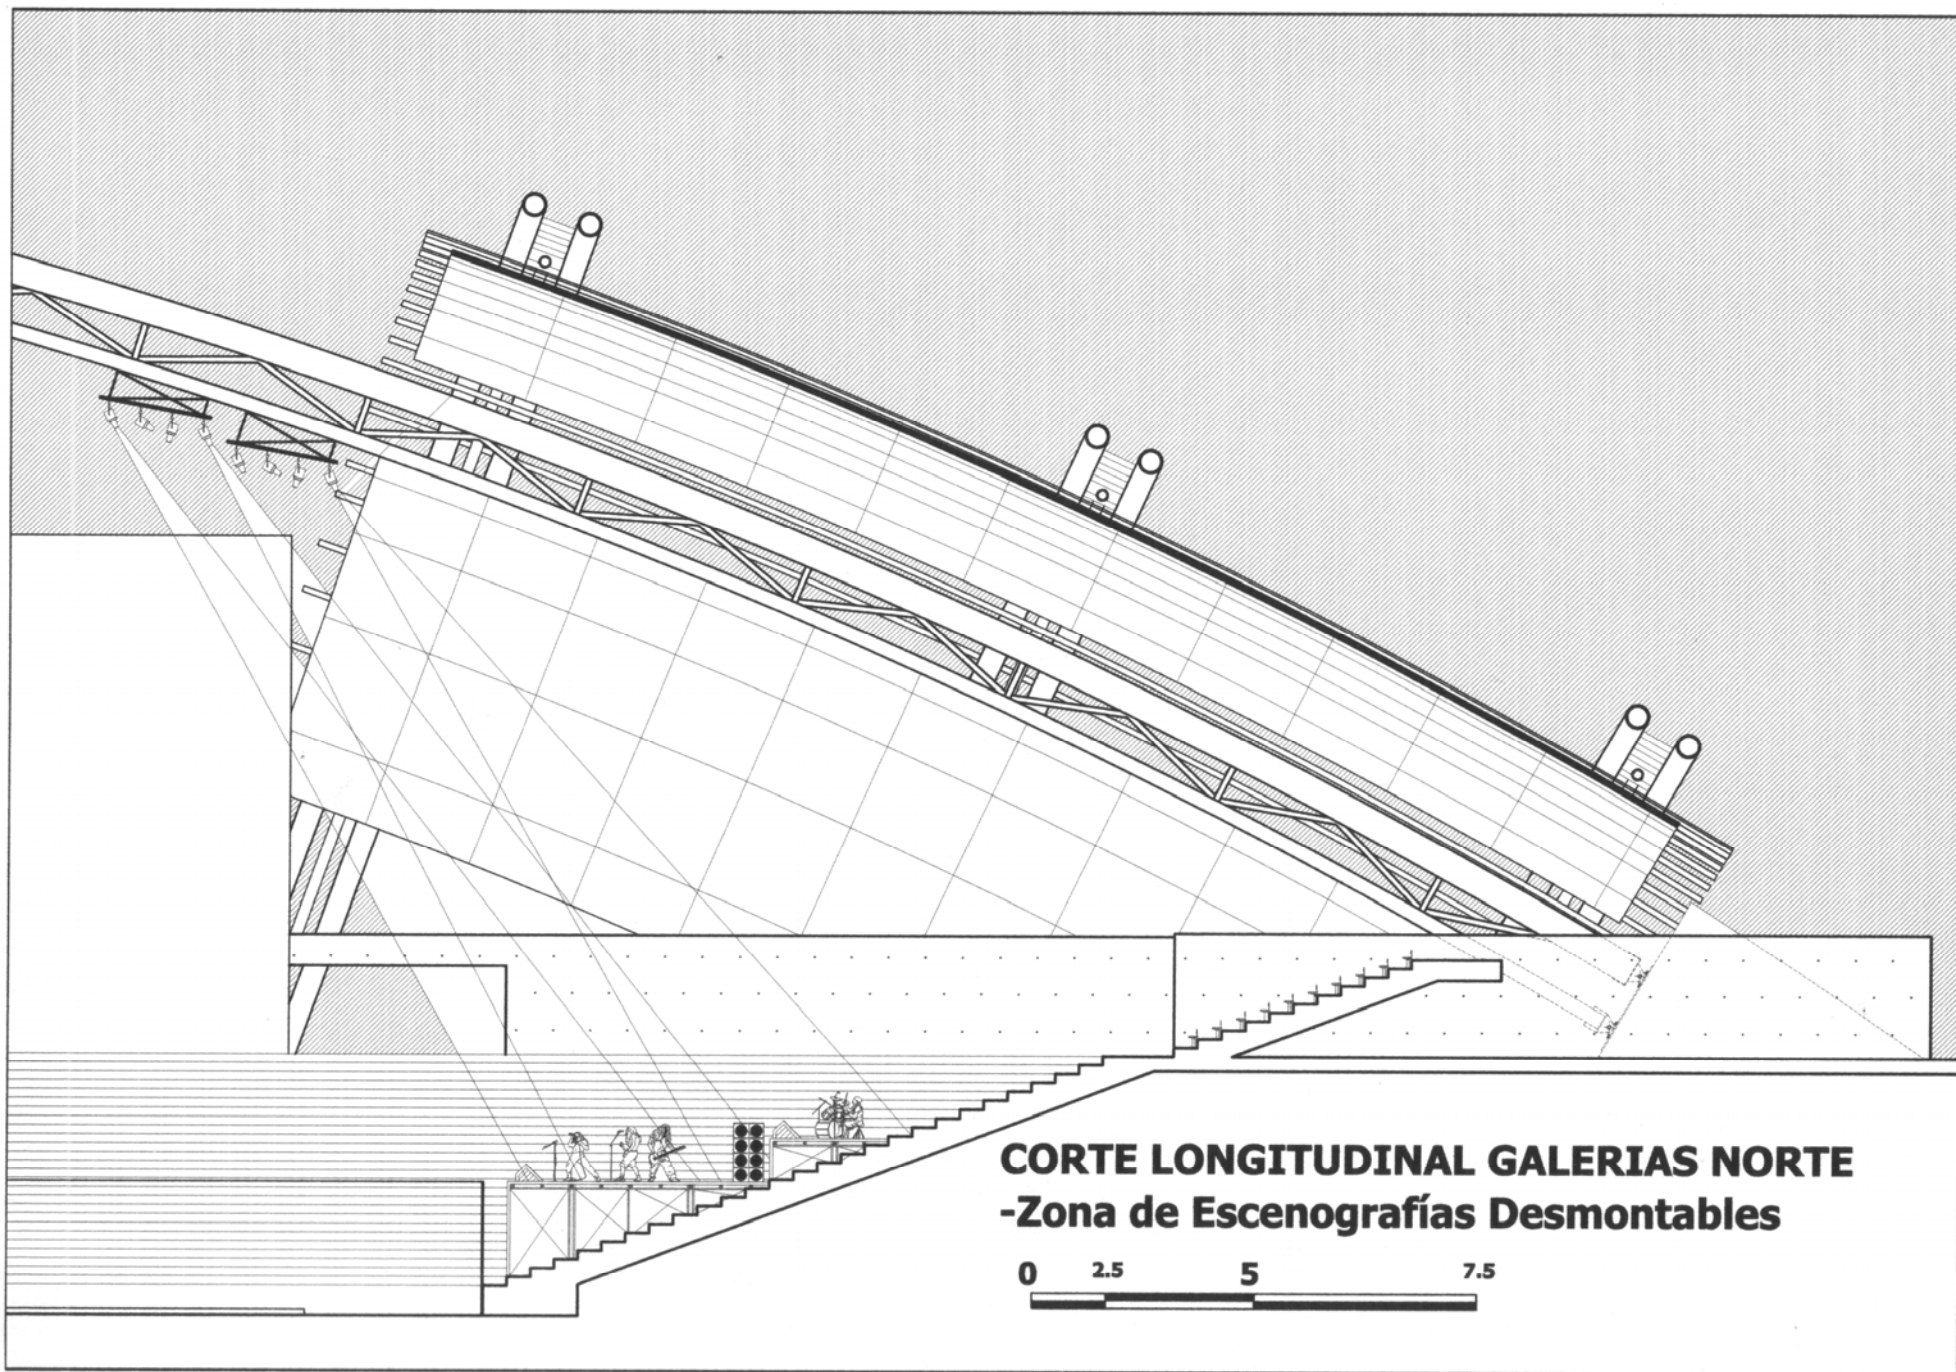 CORTE LONGITUDINAL GALERIAS NORTE
-Zona de Escenografías Desmontables
0 2.5 5 7.5